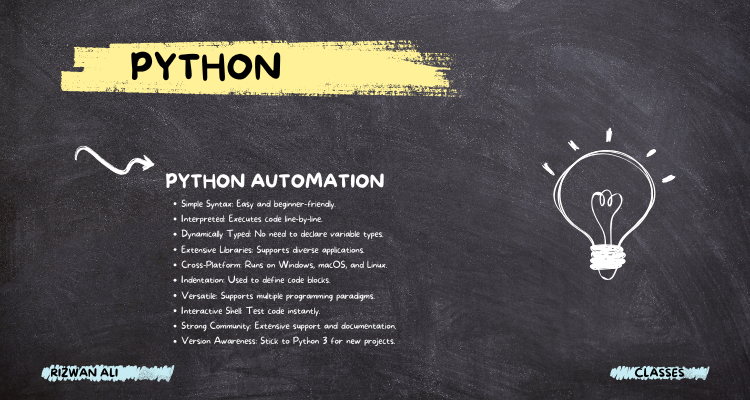 PYTHON
PYTHON AUTOMATION
• Simple Syntax: Easy and beginner-friendly.
• Interpreted: Executes code line-by-line.
• Dynamically Typed: No need to declare variable types.
• Extensive Libraries: Supports diverse applications.
• Cross-Platform: Runs on Windows, macOS, and Linux.
• Indentation: Used to define code blocks.
• Versatile: Supports multiple programming paradigms.
• Interactive Shell: Test code instantly.
• Strong Community: Extensive support and documentation.
• Version Awareness: Stick to Python 3 for new projects.
RIZWAN ALI
CLASSES